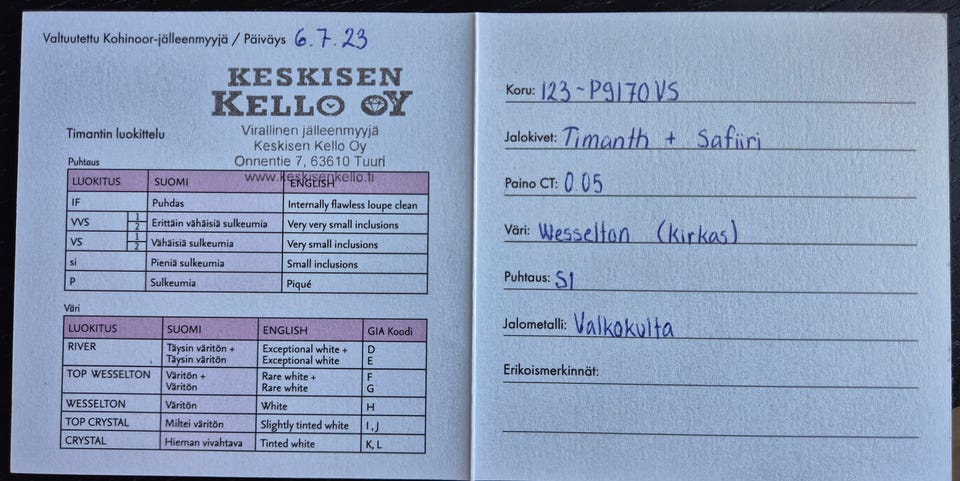 Valtuutettu Kohinoor-jälleenmyyjä / Päiväys 6.7.23
KESKISEN
KELLO OY
Virallinen jälleenmyyjä
Keskisen Kello Oy
Onnentie 7, 63610 Tuuri
www.keskisenkello.fi
Timantin luokittelu
Puhtaus
LUOKITUS SUOMI ENGLISH
IF Puhdas Internally flawless loupe clean
VVS 1 2 Erittäin vähäisiä sulkeumia Very very small inclusions
VS 1 2 Vähäisiä sulkeumia Very small inclusions
si Pieniä sulkeumia Small inclusions
P Sulkeumia Piqué
Väri
LUOKITUS SUOMI ENGLISH GIA Koodi
RIVER Täysin väritön + Exceptional white + D
Täysin väritön Exceptional white E
TOP WESSELTON Väritön + Rare white + F
Väritön Rare white G
WESSELTON Väritön White H
TOP CRYSTAL Miltei väritön Slightly tinted white I, J
CRYSTAL Hieman vivahtava Tinted white K, L
Koru: 123-P9170VS
Jalokivet: Timantti + Safiiri
Paino CT: 0.05
Väri: Wesselton (kirkas)
Puhtaus: S1
Jalometalli: Valkokulta
Erikoismerkinnät: